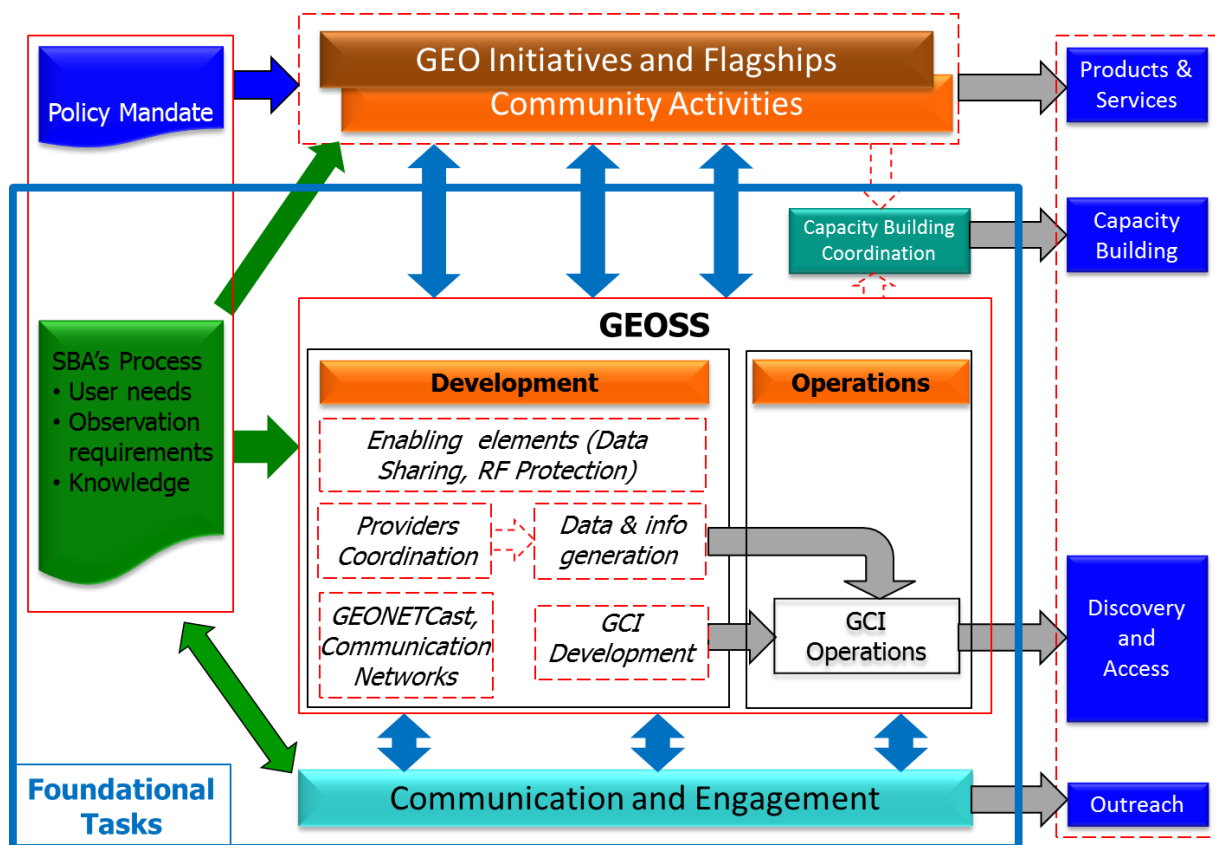 Policy Mandate
GEO Initiatives and Flagships
Community Activities
Products &
Services
Capacity Building
Coordination
Capacity
Building
SBA's Process
• User needs
• Observation
requirements
• Knowledge
GEOSS
Development
Operations
Enabling elements (Data
Sharing, RF Protection)
Providers
Coordination
Data & info
generation
GEONETCast,
Communication
Networks
GCI
Development
GCI
Operations
Discovery
and
Access
Foundational
Tasks
Communication and Engagement
Outreach